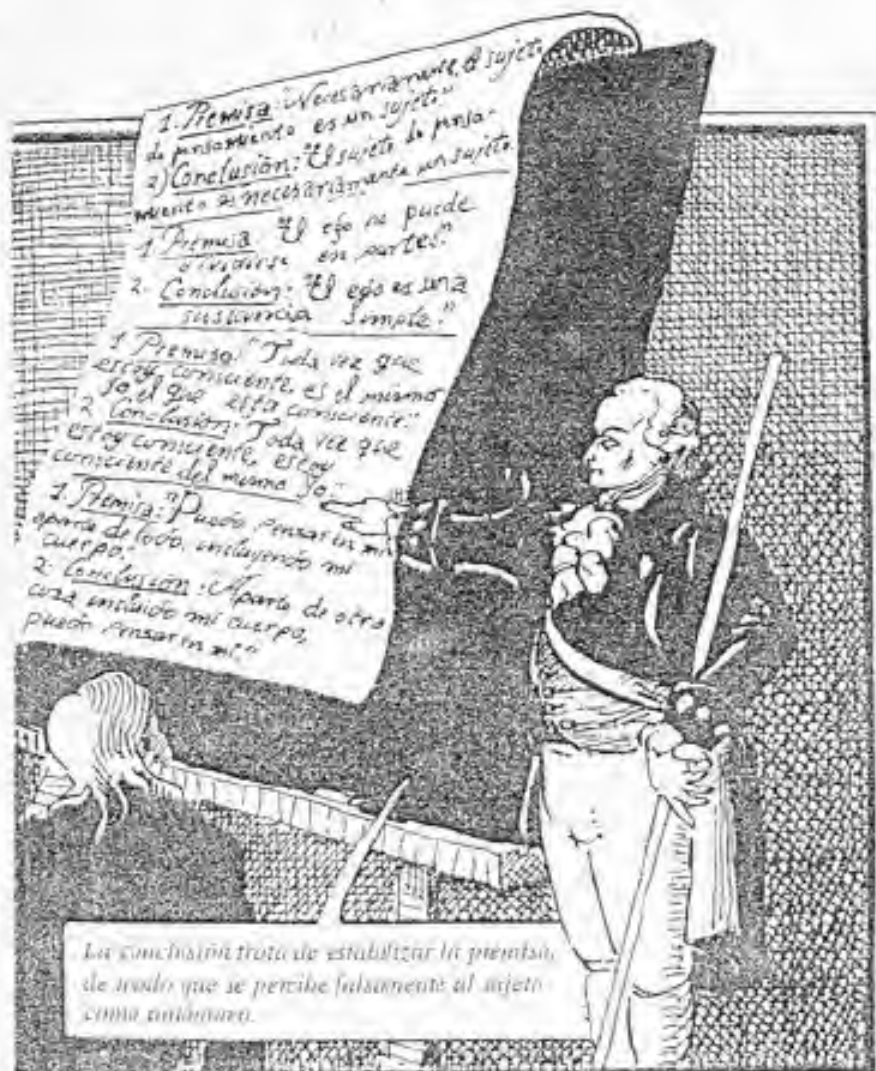 1. Premisa: "Necesariamente, el sujeto
de pensamiento es un sujeto."
2) Conclusión: "El sujeto de pensa-
miento es necesariamente un sujeto.
1. Premisa "El ego no puede
dividirse en partes."
2. Conclusión: "El ego es una
sustancia simple."
1. Premisa: "Toda vez que
estoy consciente, es el mismo
Yo, el que está consciente."
2 Conclusión: "Toda vez que
estoy consciente, estoy
consciente del mismo Yo."
1. Premisa: "Puedo pensar en mi
aparte de todo, incluyendo mi
cuerpo."
2. Conclusión: "Aparte de otra
cosa incluido mi cuerpo,
puedo pensar en mi."
La conclusión trata de estabilizar la premisa,
de modo que se percibe falsamente al sujeto
como autónomo.